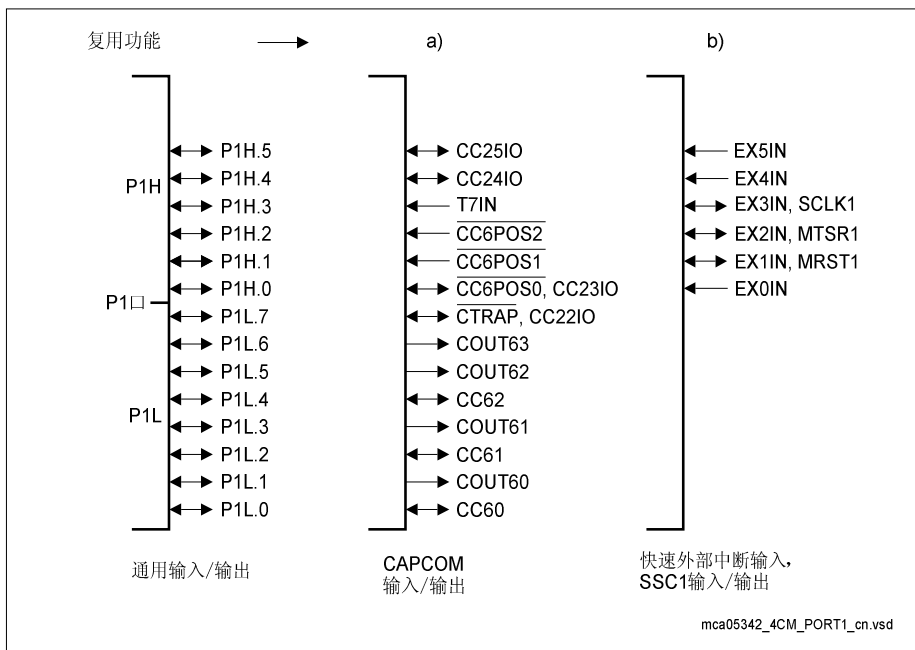 复用功能
a)
b)
P1H
P1口
P1L
P1H.5
P1H.4
P1H.3
P1H.2
P1H.1
P1H.0
P1L.7
P1L.6
P1L.5
P1L.4
P1L.3
P1L.2
P1L.1
P1L.0
通用输入/输出
CC25IO
CC24IO
T7IN
CC6POS2
CC6POS1
CC6POS0, CC23IO
CTRAP, CC22IO
COUT63
COUT62
CC62
COUT61
CC61
COUT60
CC60
CAPCOM
输入/输出
EX5IN
EX4IN
EX3IN, SCLK1
EX2IN, MTSR1
EX1IN, MRST1
EX0IN
快速外部中断输入，
SSC1输入/输出
mca05342_4CM_PORT1_cn.vsd